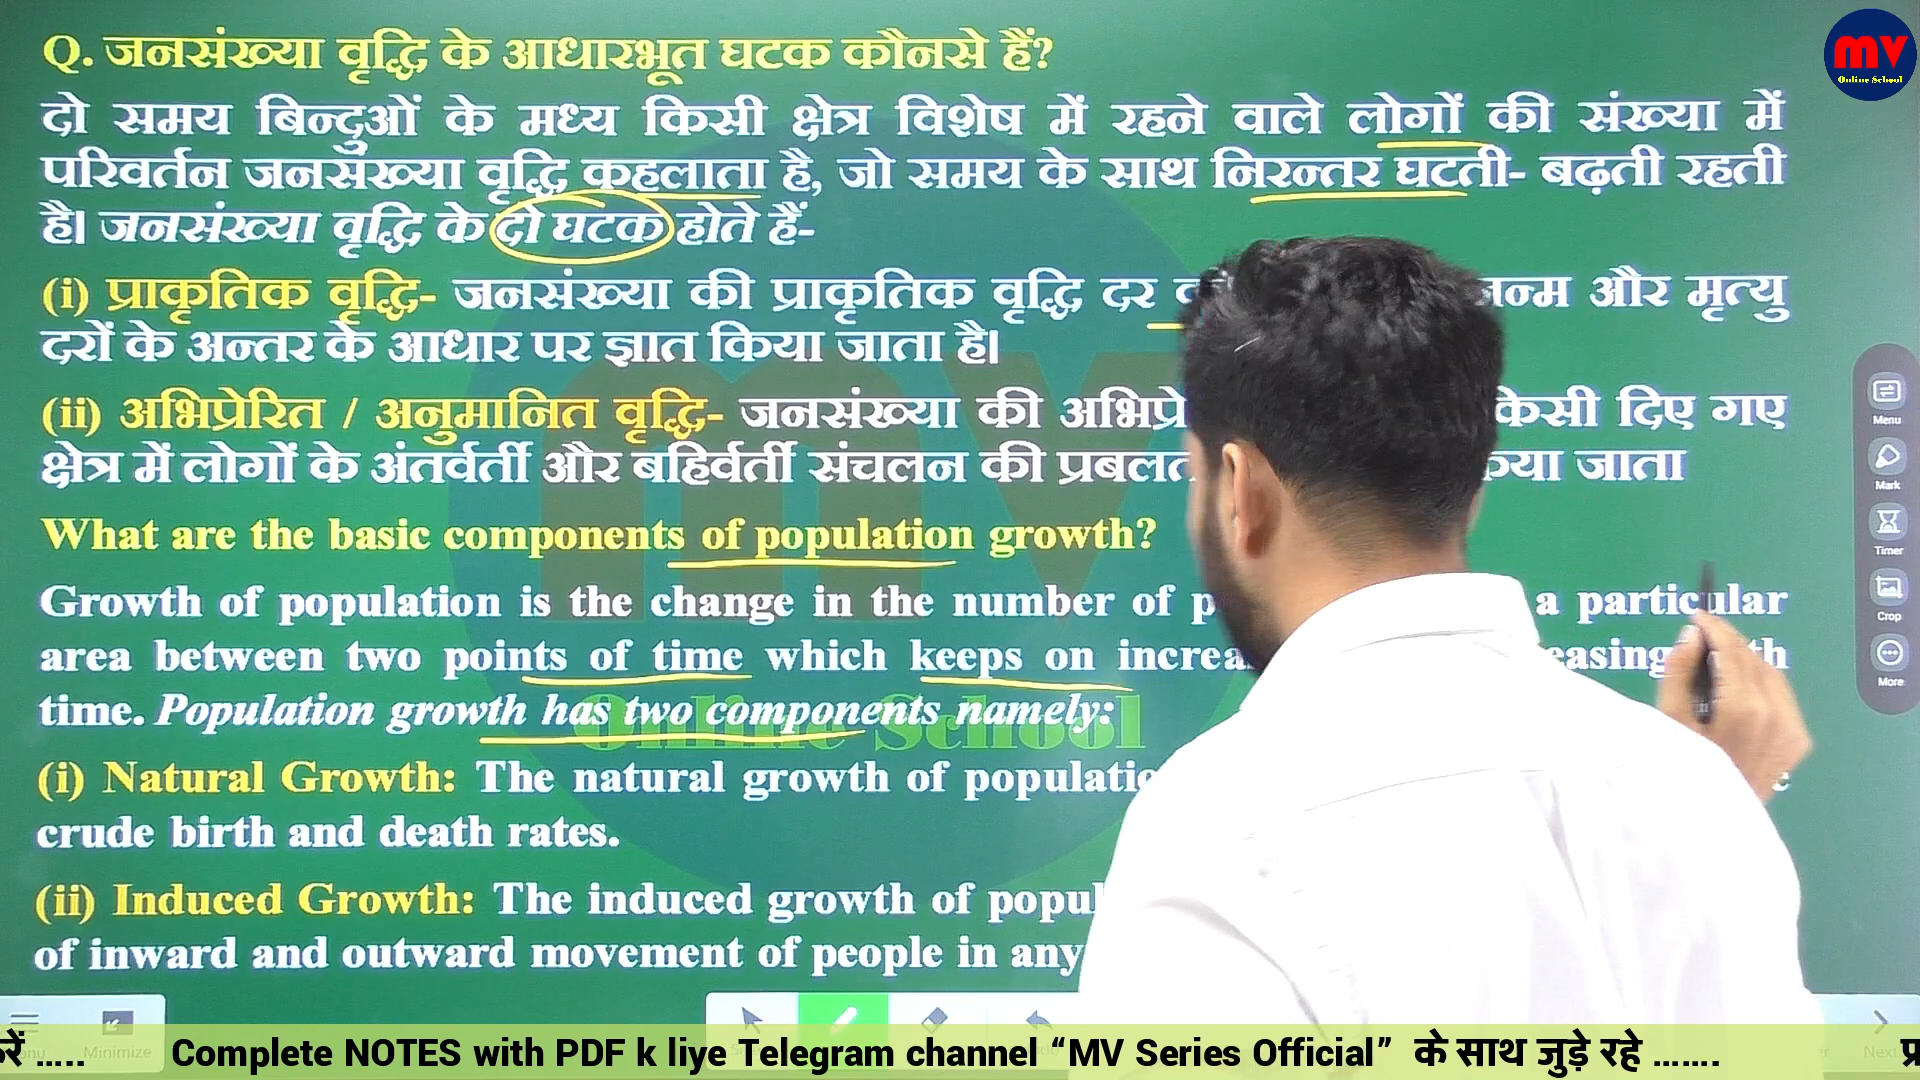 Q. जनसंख्या वृद्धि के आधारभूत घटक कौनसे हैं?
mv
Online School
दो समय बिन्दुओं के मध्य किसी क्षेत्र विशेष में रहने वाले लोगों की संख्या में
परिवर्तन जनसंख्या वृद्धि कहलाता है, जो समय के साथ निरन्तर घटती- बढ़ती रहती
है। जनसंख्या वृद्धि के दो घटक होते हैं-
(i) प्राकृतिक वृद्धि- जनसंख्या की प्राकृतिक वृद्धि दर और मृत्यु
दरों के अन्तर के आधार पर ज्ञात किया जाता है।
(ii) अभिप्रेरित / अनुमानित वृद्धि- जनसंख्या की दिए गए
क्षेत्र में लोगों के अंतर्वर्ती और बहिर्वर्ती संचलन की जाता
What are the basic components of population growth?
Growth of population is the change in the number of a particular
area between two points of time which keeps on
time. Population growth has two components namely:
(i) Natural Growth: The natural growth of
crude birth and death rates.
(ii) Induced Growth: The induced growth of
of inward and outward movement of people in any
mv
Online School
Menu
Mark
Timer
Crop
More
Minimize
Next
Complete NOTES with PDF k liye Telegram channel “MV Series Official” के साथ जुड़े रहे .......